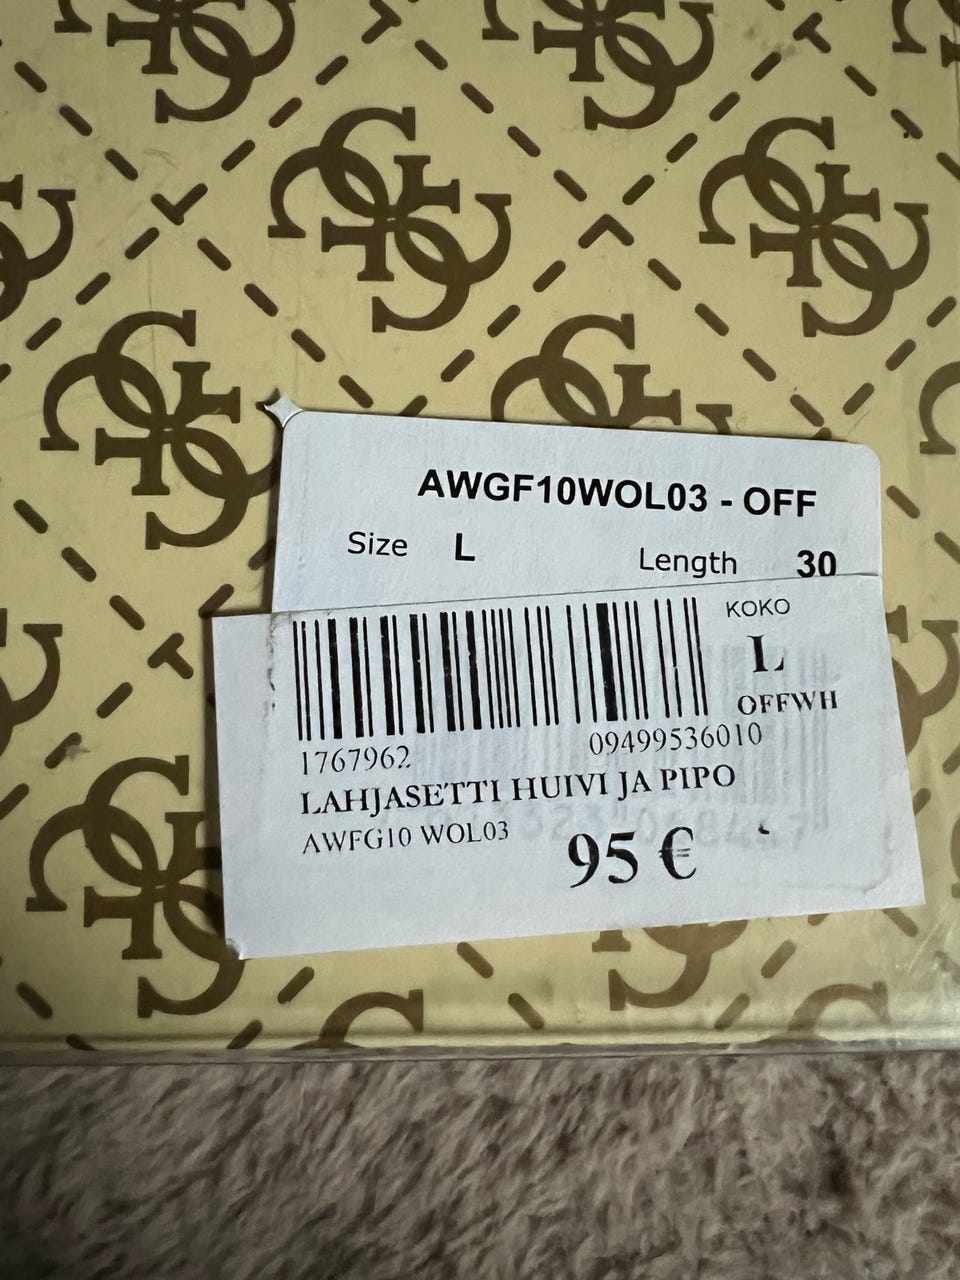 AWGF10WOL03 - OFF
Size L Length 30
KOKO
L
OFFWH
1767962 09499536010
LAHJASETTI HUIVI JA PIPO
AWFG10 WOL03
95 €